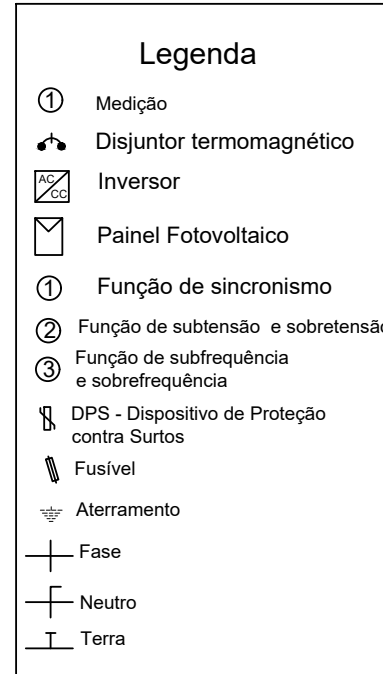 Legenda
1 Medição
Disjuntor termomagnético
AC CC Inversor
Painel Fotovoltaico
1 Função de sincronismo
2 Função de subtensão e sobretensão
3 Função de subfrequência
e sobrefrequência
DPS - Dispositivo de Proteção
contra Surtos
Fusível
Aterramento
Fase
Neutro
Terra